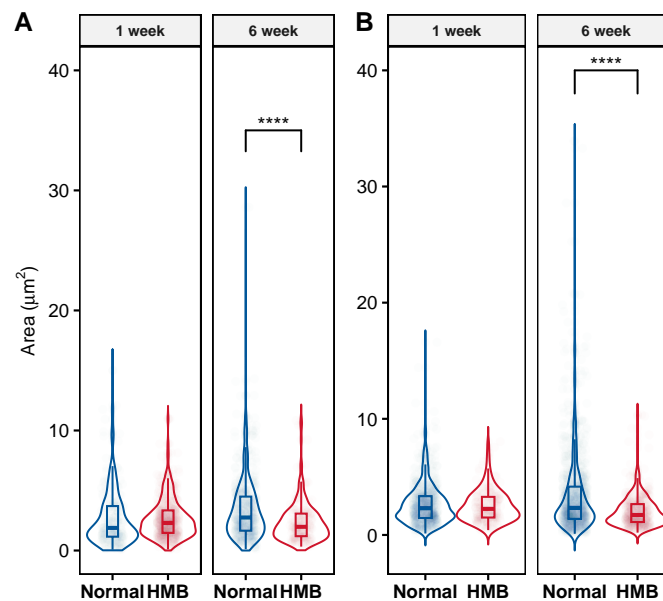 A
B
1 week
6 week
1 week
6 week
Area (μm²)
40
30
20
10
0
****
40
30
20
10
0
****
Normal HMB
Normal HMB
Normal HMB
Normal HMB